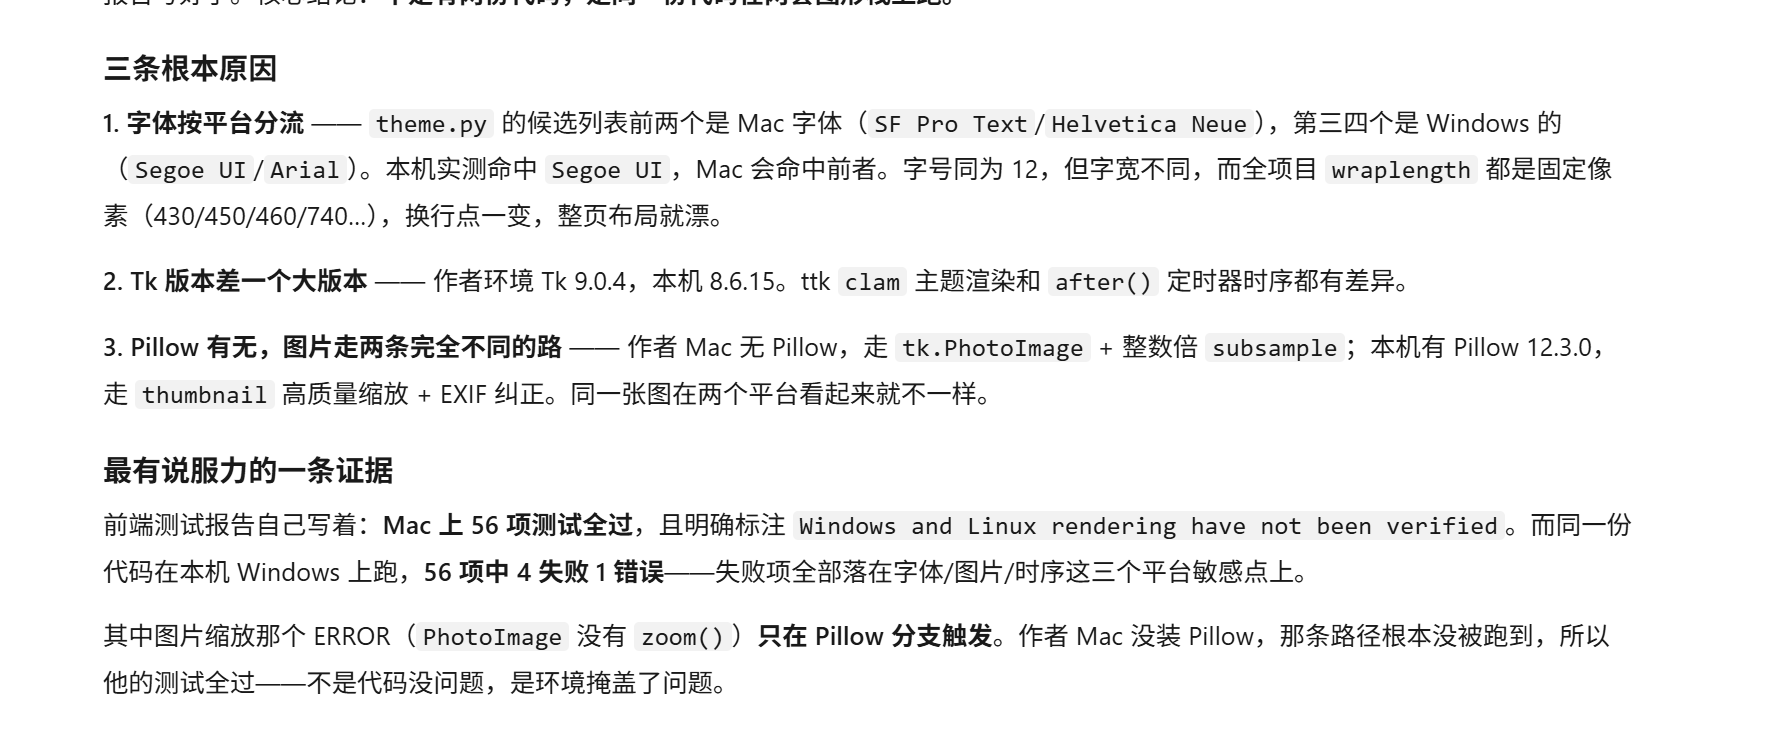 三条根本原因
1. 字体按平台分流 —— theme.py 的候选列表前两个是 Mac 字体（SF Pro Text/Helvetica Neue），第三四个是 Windows 的
（Segoe UI/Arial）。本机实测命中 Segoe UI，Mac 会命中前者。字号同为 12，但字宽不同，而全项目 wraplength 都是固定像
素（430/450/460/740…），换行点一变，整页布局就漂。
2. Tk 版本差一个大版本 —— 作者环境 Tk 9.0.4，本机 8.6.15。ttk clam 主题渲染和 after() 定时器时序都有差异。
3. Pillow 有无，图片走两条完全不同的路 —— 作者 Mac 无 Pillow，走 tk.PhotoImage + 整数倍 subsample；本机有 Pillow 12.3.0，
走 thumbnail 高质量缩放 + EXIF 纠正。同一张图在两个平台看起来就不一样。
最有说服力的一条证据
前端测试报告自己写着：Mac 上 56 项测试全过，且明确标注 Windows and Linux rendering have not been verified。而同一份
代码在本机 Windows 上跑，56 项中 4 失败 1 错误——失败项全部落在字体/图片/时序这三个平台敏感点上。
其中图片缩放那个 ERROR（PhotoImage 没有 zoom()）只在 Pillow 分支触发。作者 Mac 没装 Pillow，那条路径根本没被跑到，所以
他的测试全过——不是代码没问题，是环境掩盖了问题。